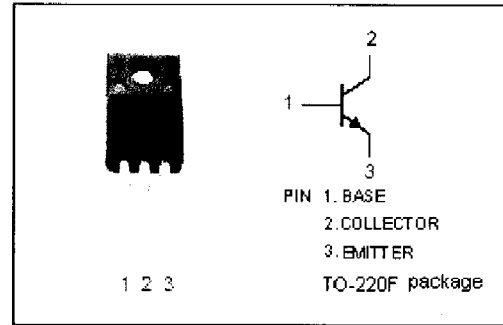 2
1
3
PIN 1. BASE
2.COLLECTOR
3.EMITTER
1 2 3
TO-220F package